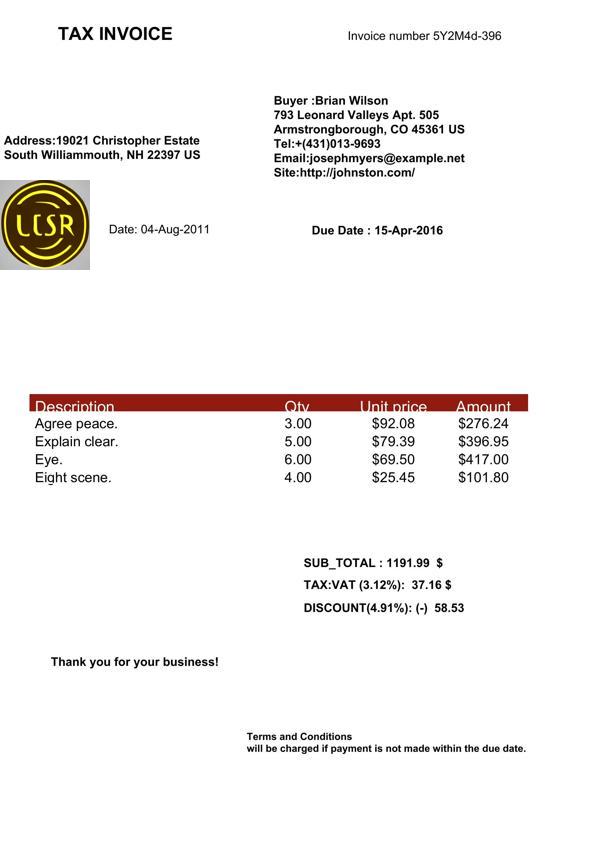 TAX INVOICE
Invoice number 5Y2M4d-396
Buyer :Brian Wilson
793 Leonard Valleys Apt. 505
Armstrongborough, CO 45361 US
Tel:+(431)013-9693
Email:josephmyers@example.net
Site:http://johnston.com/
Address:19021 Christopher Estate
South Williammouth, NH 22397 US
Date: 04-Aug-2011
Due Date : 15-Apr-2016
Description Qty Unit price Amount
Agree peace. 3.00 $92.08 $276.24
Explain clear. 5.00 $79.39 $396.95
Eye. 6.00 $69.50 $417.00
Eight scene. 4.00 $25.45 $101.80
SUB_TOTAL : 1191.99 $
TAX:VAT (3.12%): 37.16 $
DISCOUNT(4.91%): (-) 58.53
Thank you for your business!
Terms and Conditions
will be charged if payment is not made within the due date.